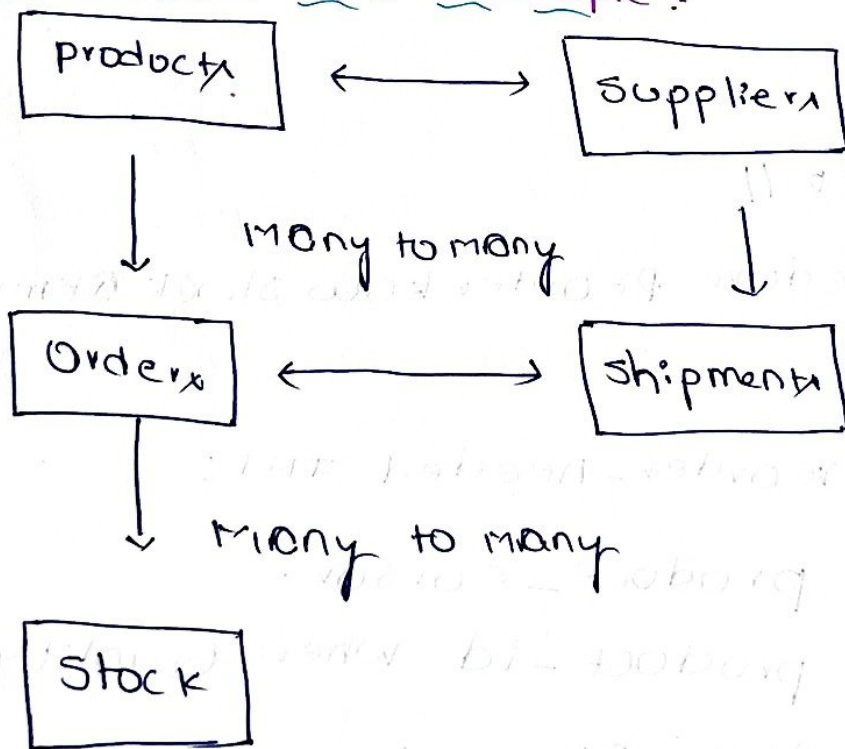 products
suppliers
many to many
Orders
shipments
many to many
Stock